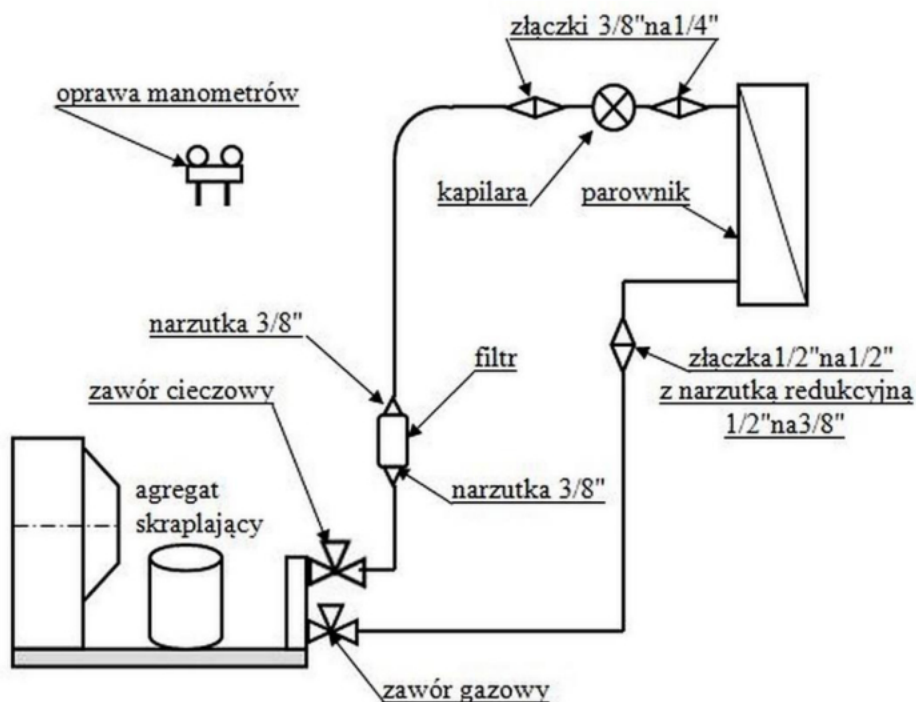 złączki 3/8"na1/4"
oprawa manometrów
kapilara
parownik
narzutka 3/8"
filtr
złączka1/2"na1/2"
z narzutką redukcyjną
1/2"na3/8"
zawór cieczowy
narzutka 3/8"
agregat
skraplający
zawór gazowy